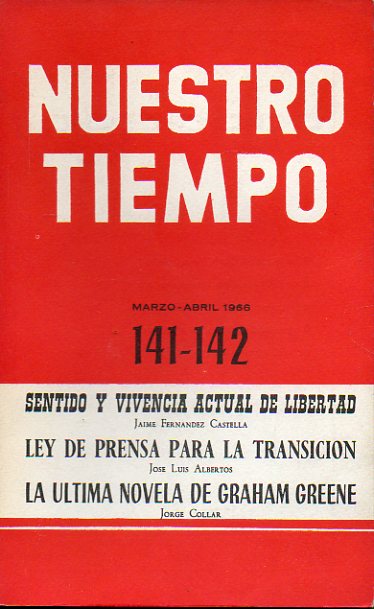 NUESTRO
TIEMPO
MARZO-ABRIL 1966
141-142
SENTIDO Y VIVENCIA ACTUAL DE LIBERTAD
JAIME FERNANDEZ CASTELLA
LEY DE PRENSA PARA LA TRANSICION
JOSE LUIS ALBERTOS
LA ULTIMA NOVELA DE GRAHAM GREENE
JORGE COLLAR